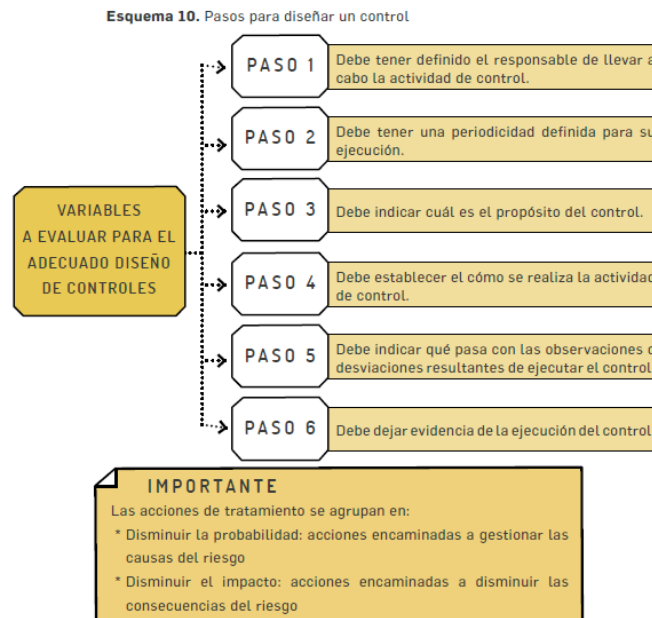 Esquema 10. Pasos para diseñar un control
PASO 1
Debe tener definido el responsable de llevar a
cabo la actividad de control.
PASO 2
Debe tener una periodicidad definida para su
ejecución.
VARIABLES
A EVALUAR PARA EL
ADECUADO DISEÑO
DE CONTROLES
PASO 3
Debe indicar cuál es el propósito del control.
PASO 4
Debe establecer el cómo se realiza la actividad
de control.
PASO 5
Debe indicar qué pasa con las observaciones o
desviaciones resultantes de ejecutar el control
PASO 6
Debe dejar evidencia de la ejecución del control
IMPORTANTE
Las acciones de tratamiento se agrupan en:
* Disminuir la probabilidad: acciones encaminadas a gestionar las
causas del riesgo
* Disminuir el impacto: acciones encaminadas a disminuir las
consecuencias del riesgo